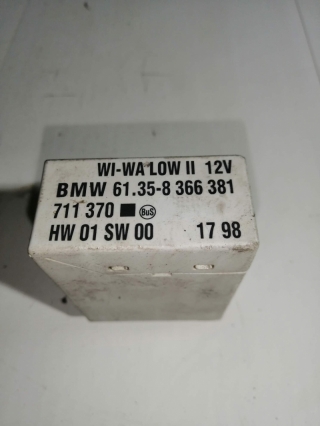 WI-WA LOW II 12V
BMW 61.35-8 366 381
711 370 ■ BuS
HW 01 SW 00 17 98